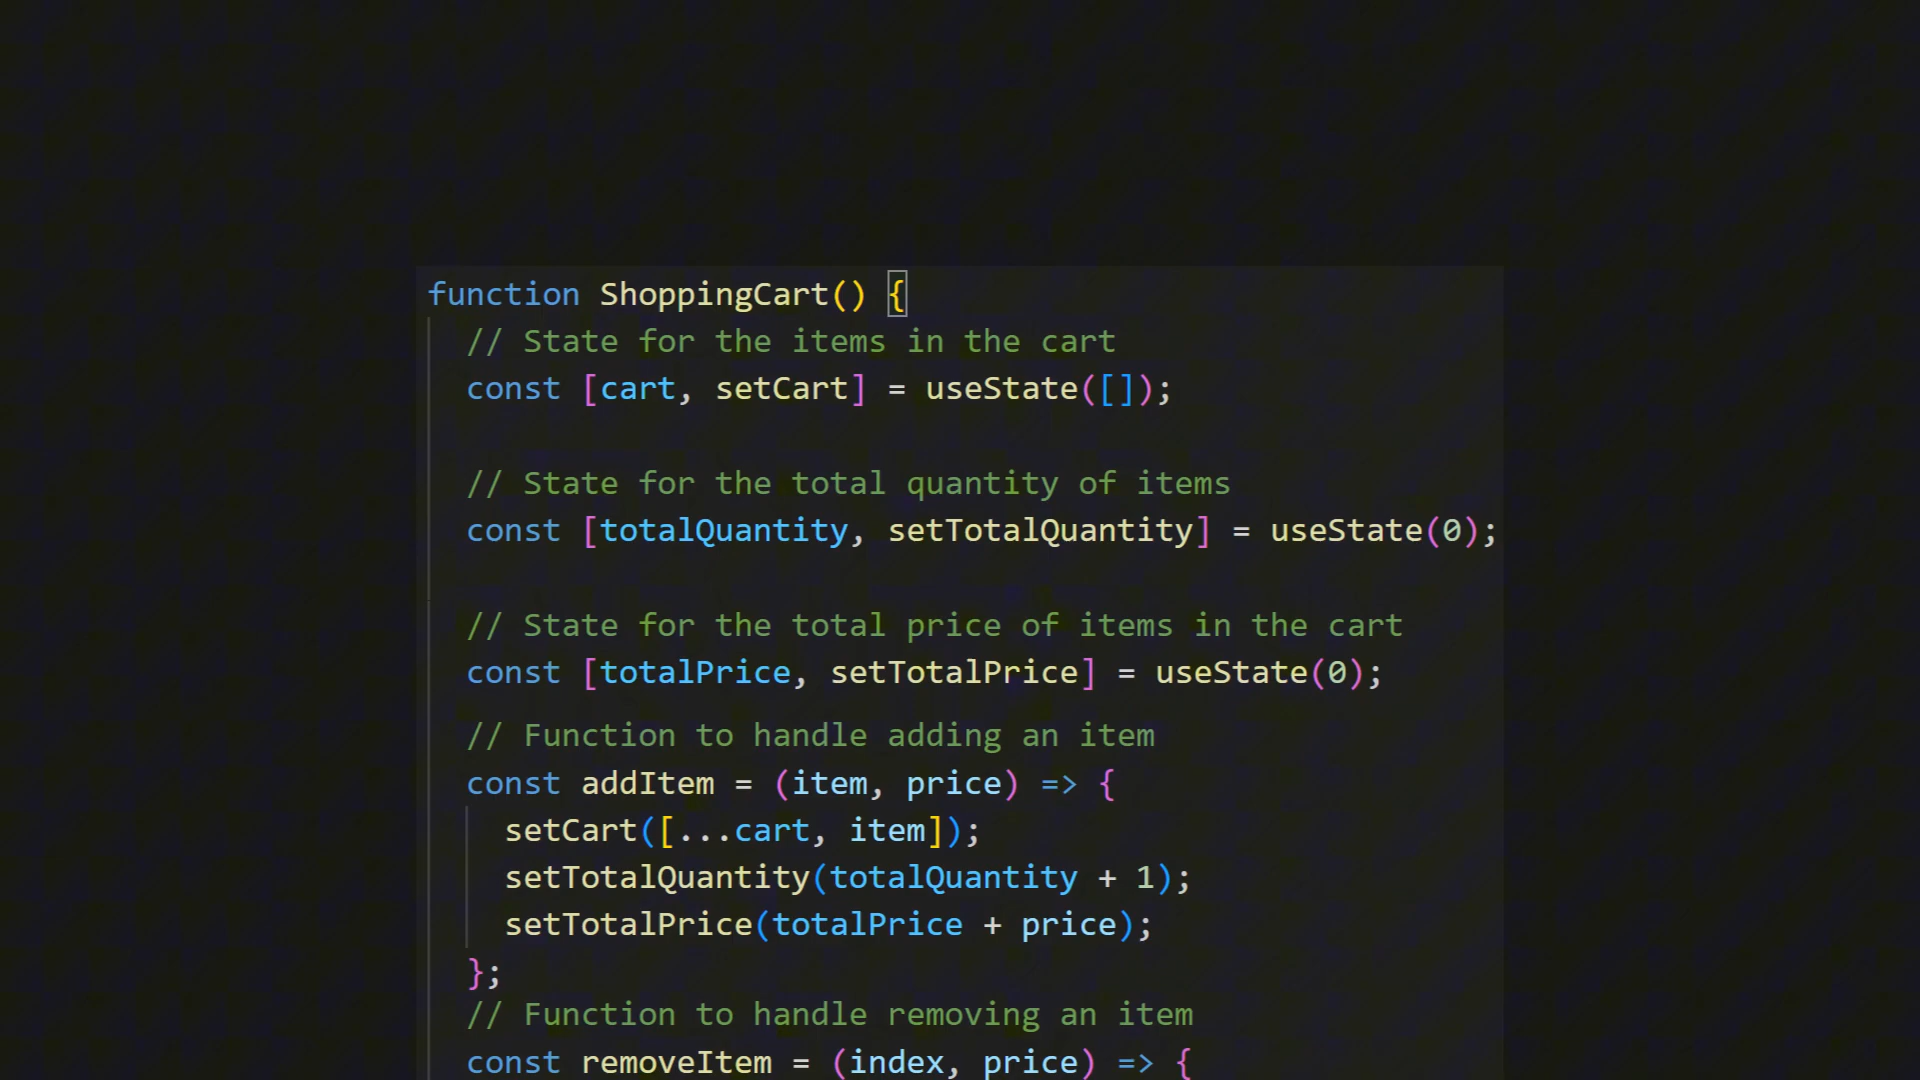 function ShoppingCart() {
// State for the items in the cart
const [cart, setCart] = useState([]);
// State for the total quantity of items
const [totalQuantity, setTotalQuantity] = useState(0);
// State for the total price of items in the cart
const [totalPrice, setTotalPrice] = useState(0);
// Function to handle adding an item
const addItem = (item, price) => {
setCart([...cart, item]);
setTotalQuantity(totalQuantity + 1);
setTotalPrice(totalPrice + price);
};
// Function to handle removing an item
const removeItem = (index, price) => {